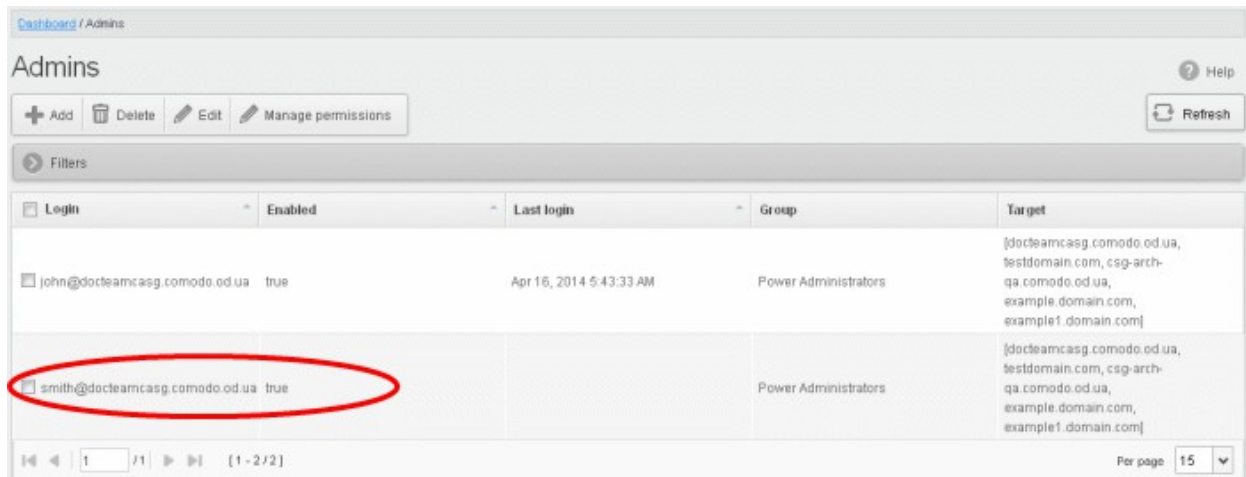 Dashboard / Admins
Admins
Help
Add Delete Edit Manage permissions
Refresh
Filters
Login Enabled Last login Group Target
john@docteamcasg.comodo.od.ua true Apr 16, 2014 5:43:33 AM Power Administrators
[docteamcasg.comodo.od.ua,
testdomain.com, csg-arch-
qa.comodo.od.ua,
example.domain.com,
example1.domain.com]
smith@docteamcasg.comodo.od.ua true Power Administrators
[docteamcasg.comodo.od.ua,
testdomain.com, csg-arch-
qa.comodo.od.ua,
example.domain.com,
example1.domain.com]
1 /1 [1 - 2 / 2] Per page 15